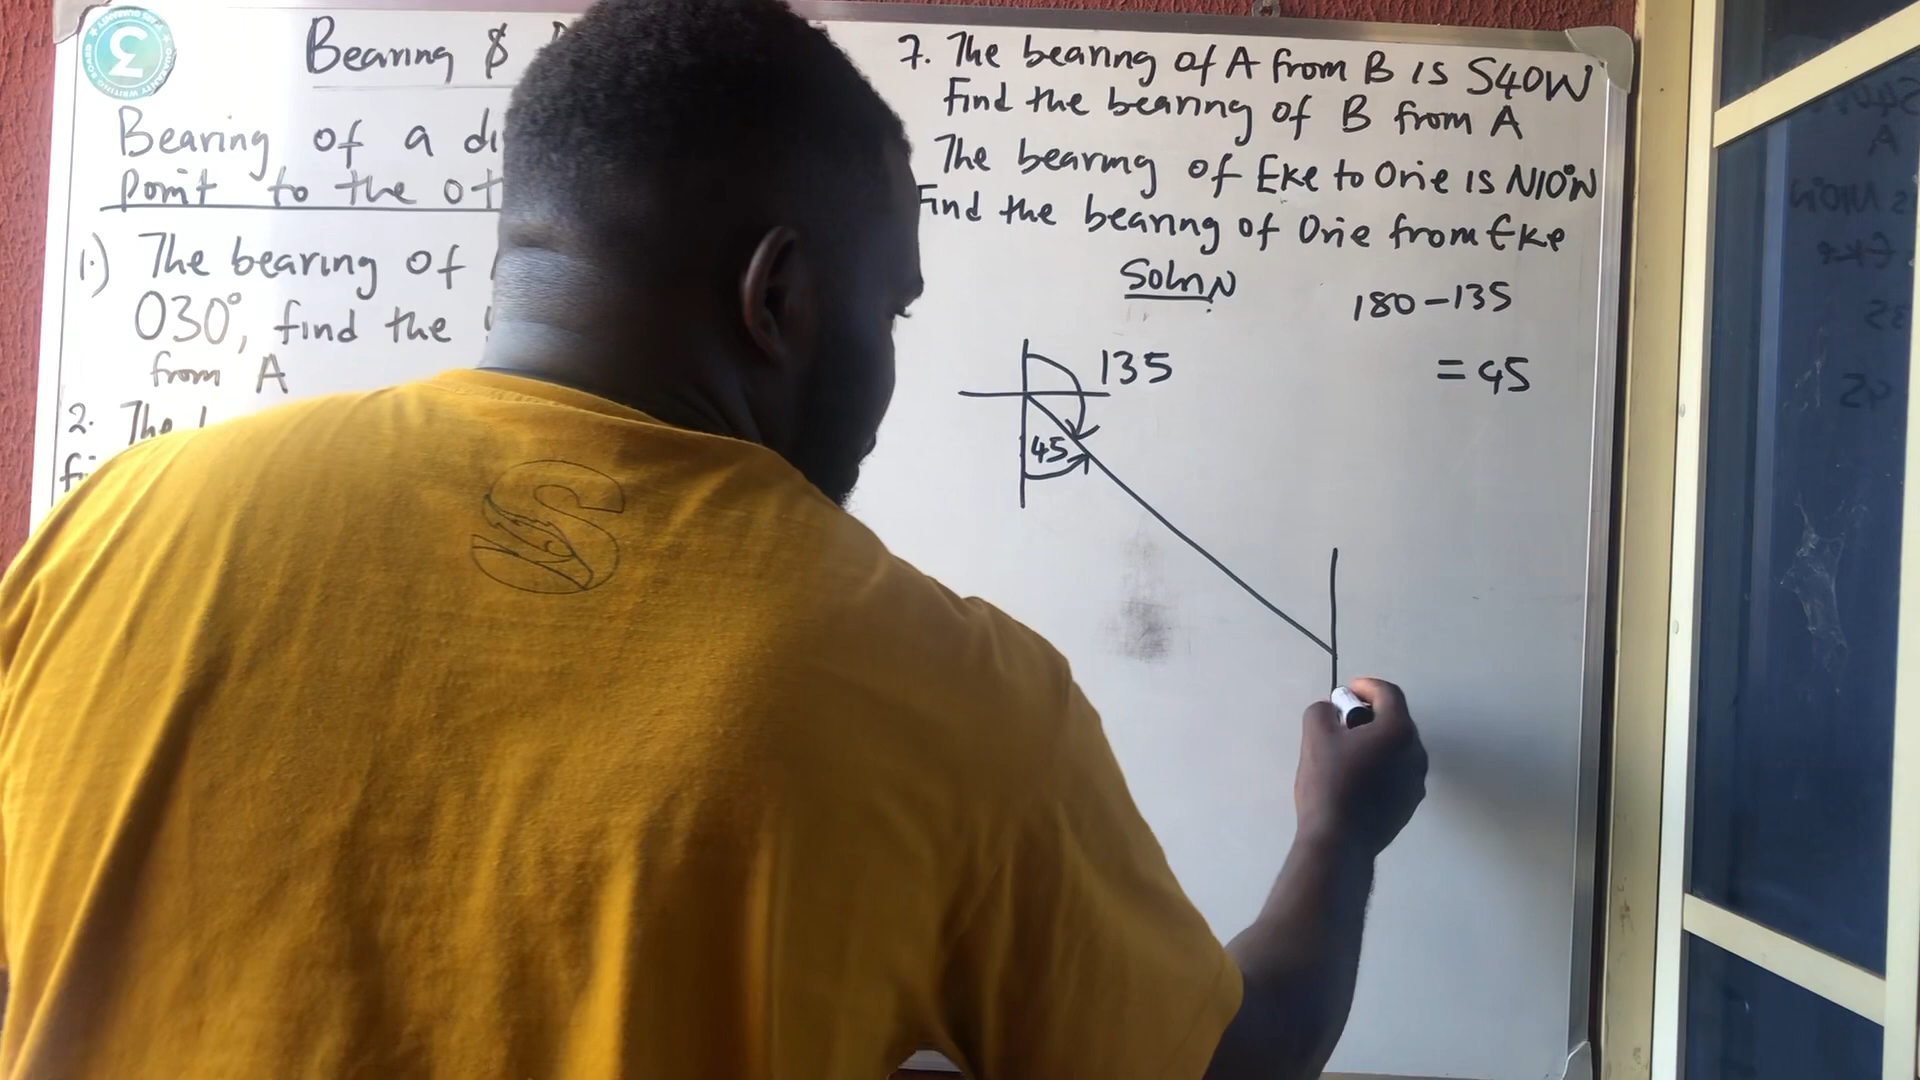 Bearing &
Bearing of a di
point to the ot
1.) The bearing of
030°, find the
from A
2. The
fi
7. The bearing of A from B is S40W
Find the bearing of B from A
The bearing of Eke to Orie is N10°N
Find the bearing of Orie from Eke
Soln
N
180-135
= 45
135
45
S